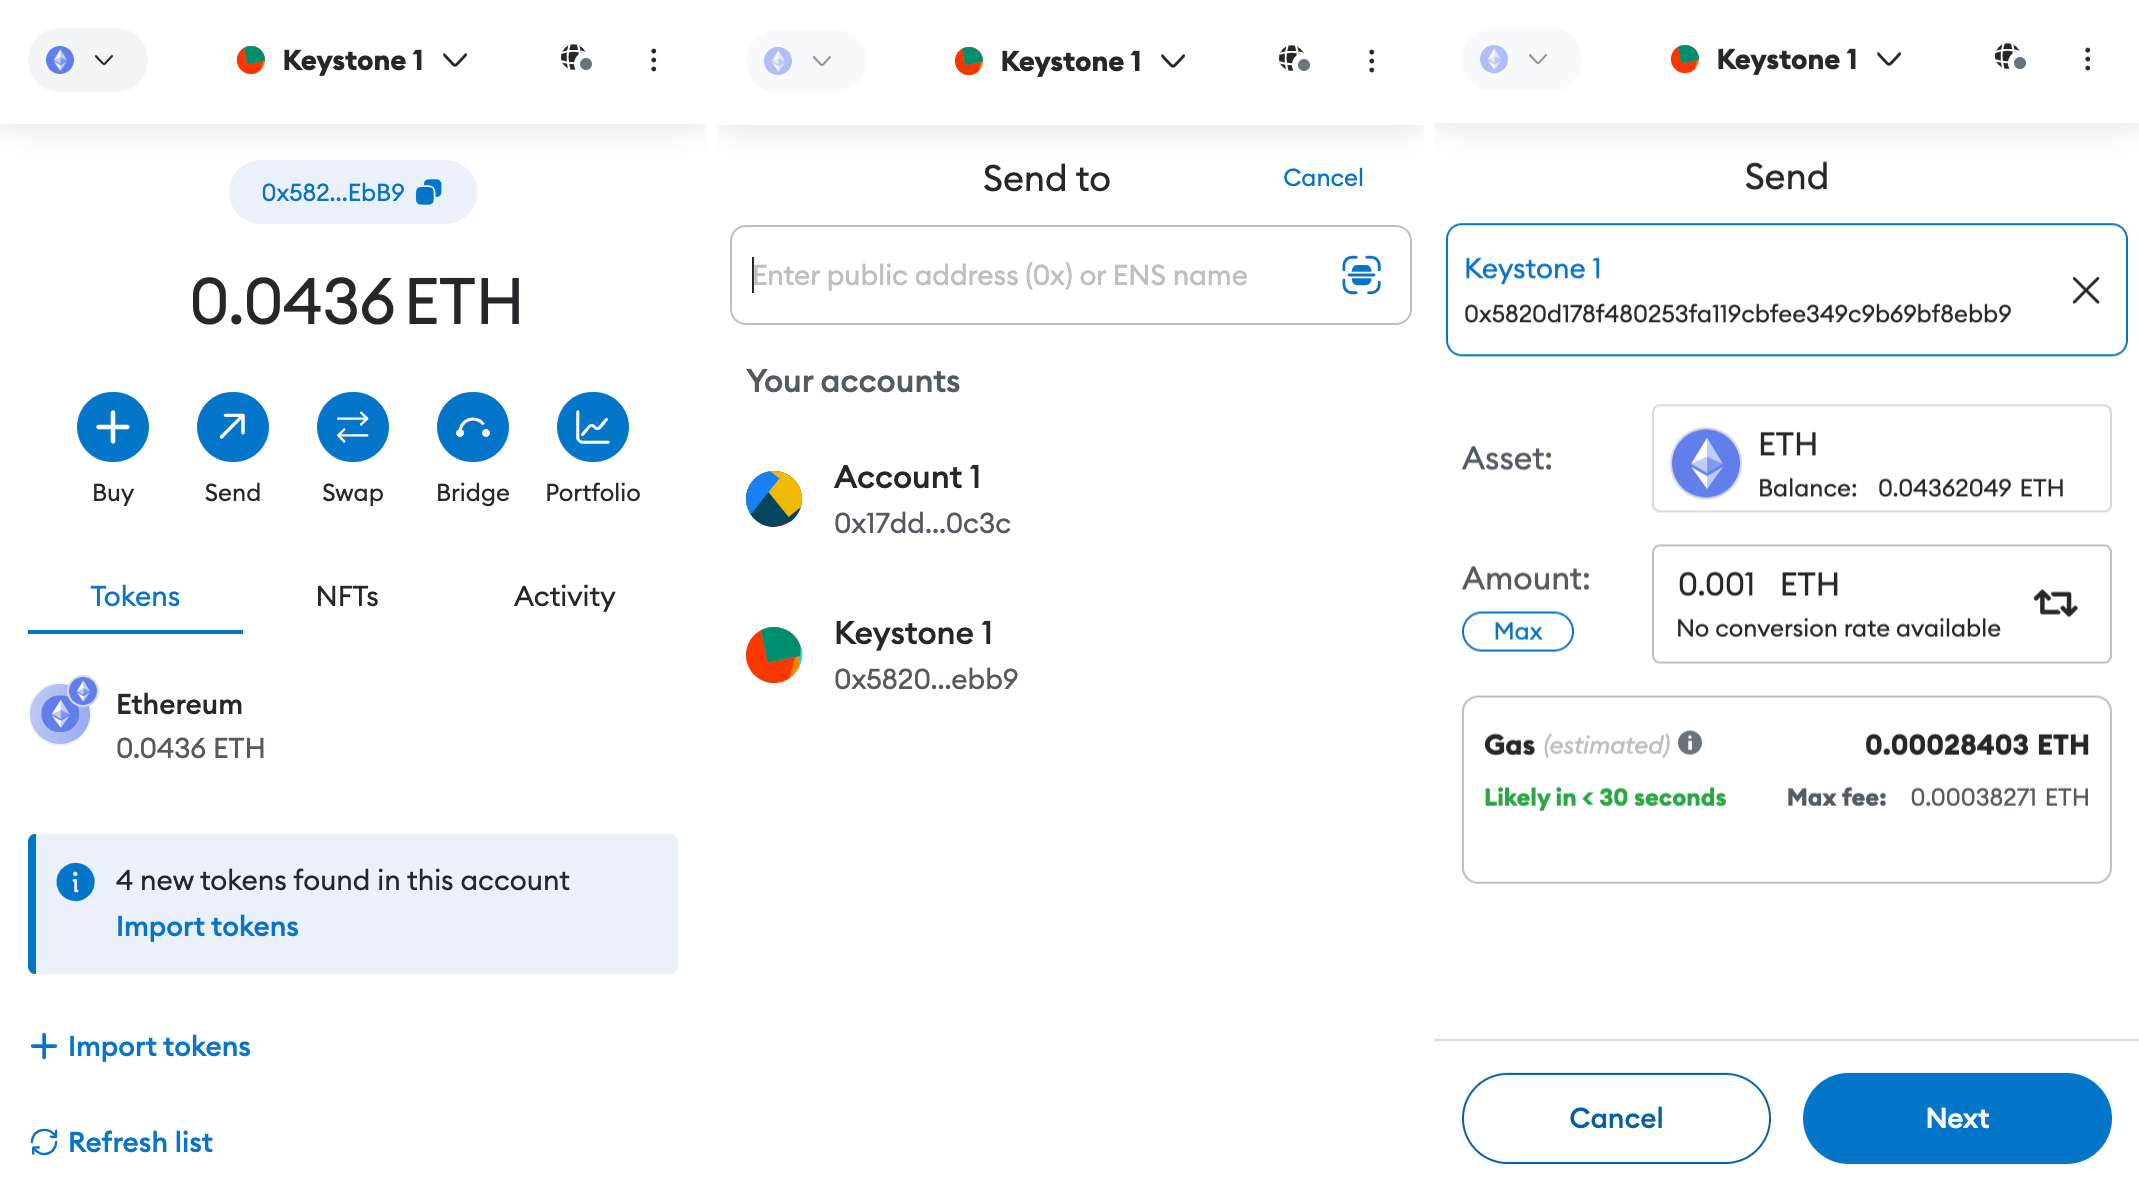 Keystone 1
0x582...EbB9
0.0436 ETH
Buy
Send
Swap
Bridge
Portfolio
Tokens
NFTs
Activity
Ethereum
0.0436 ETH
4 new tokens found in this account
Import tokens
Import tokens
Refresh list
Keystone 1
Send to
Cancel
Enter public address (0x) or ENS name
Your accounts
Account 1
0x17dd...0c3c
Keystone 1
0x5820...ebb9
Keystone 1
Send
Keystone 1
0x5820d178f480253fa119cbfee349c9b69bf8ebb9
Asset:
ETH
Balance: 0.04362049 ETH
Amount:
Max
0.001 ETH
No conversion rate available
Gas (estimated) 0.00028403 ETH
Likely in < 30 seconds Max fee: 0.00038271 ETH
Cancel
Next